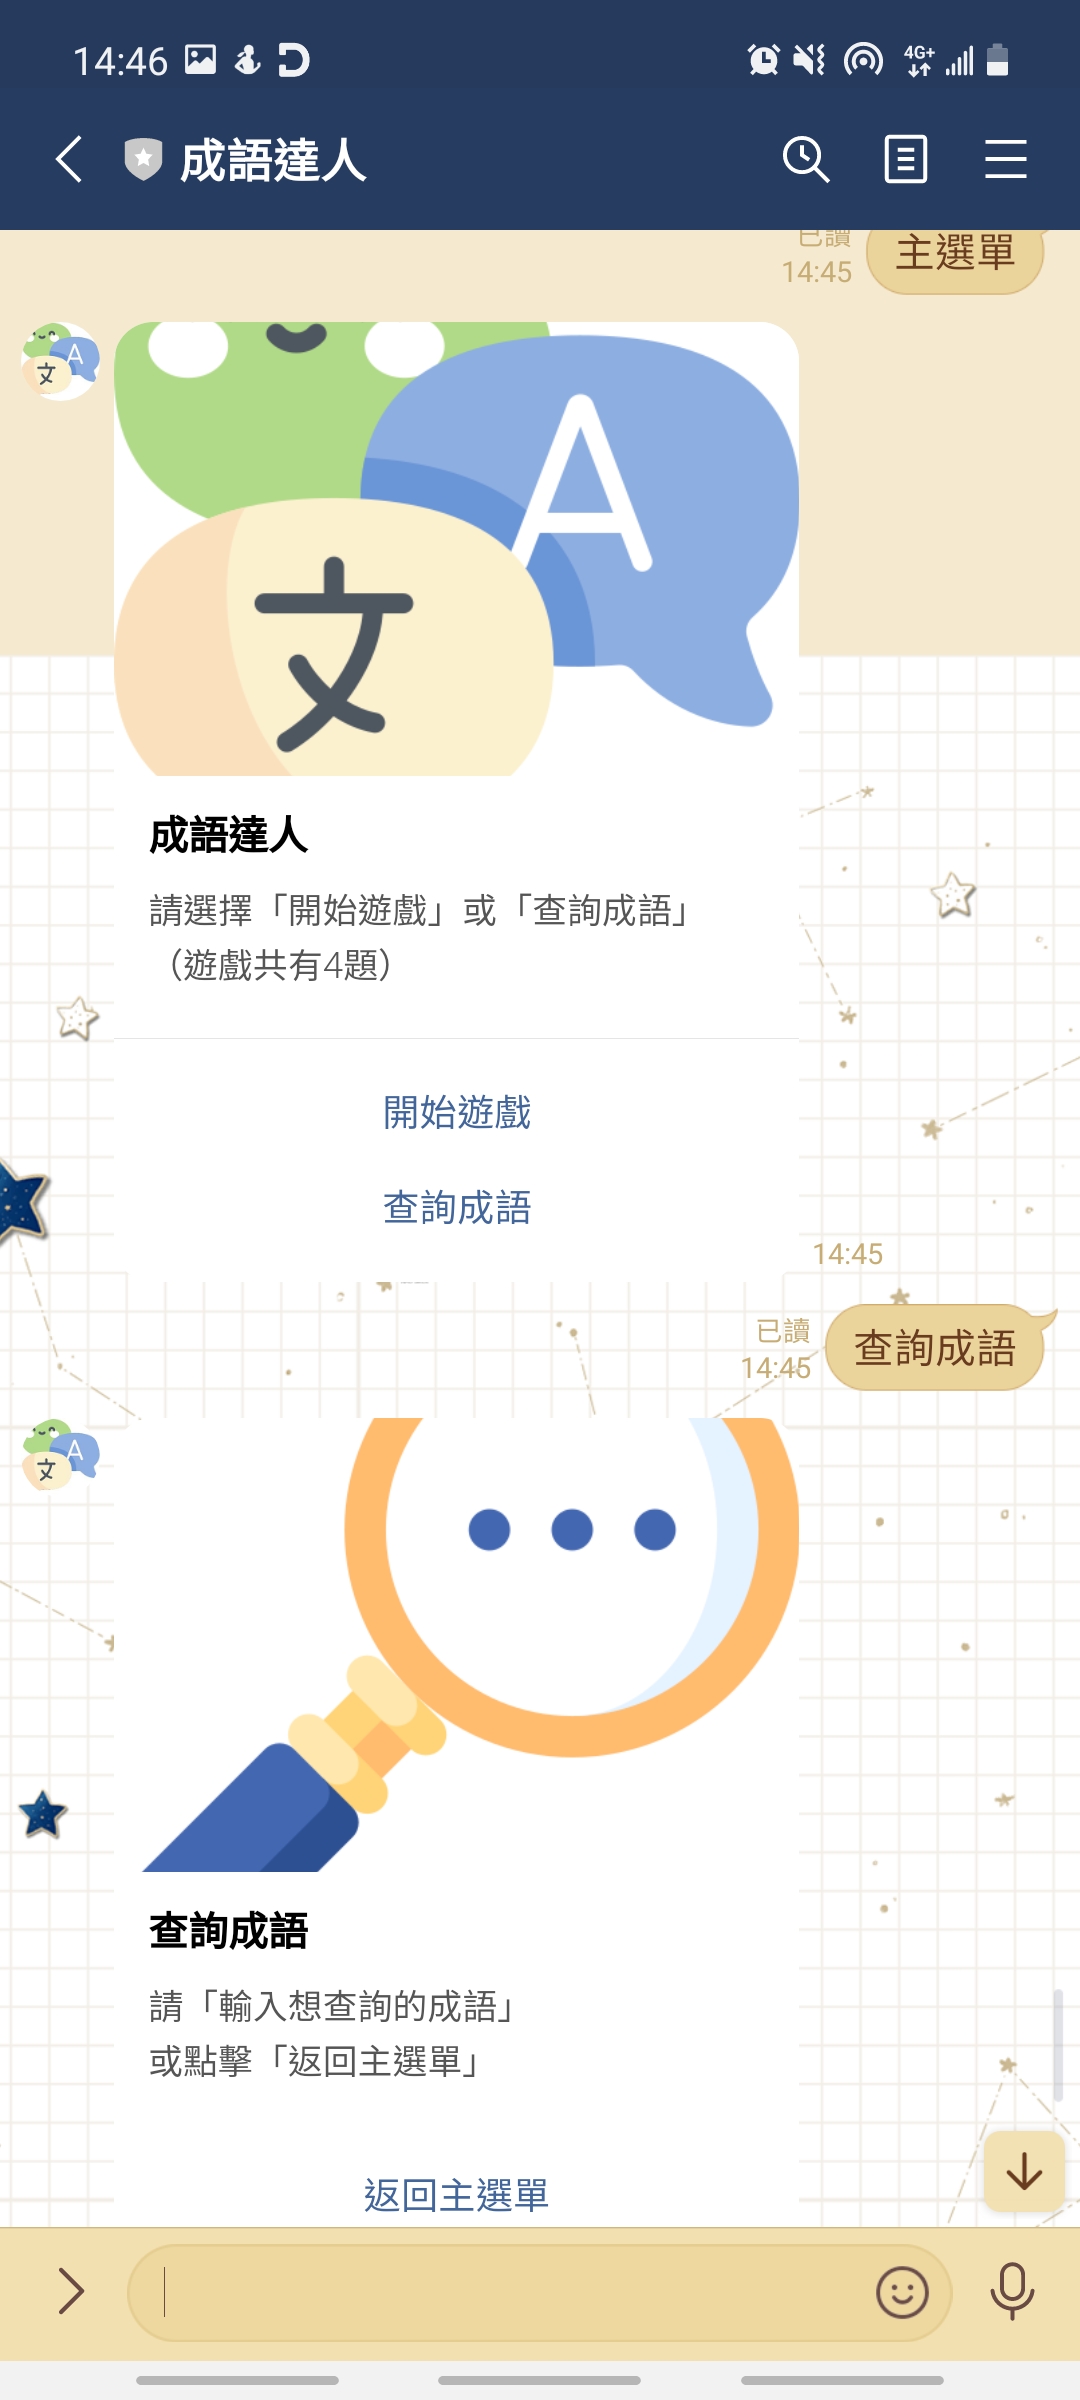 14:46
4G+
成語達人
已讀
14:45
主選單
A
文
A
文
成語達人
請選擇「開始遊戲」或「查詢成語」
（遊戲共有4題）
開始遊戲
查詢成語
14:45
已讀
14:45
查詢成語
A
文
查詢成語
請「輸入想查詢的成語」
或點擊「返回主選單」
返回主選單